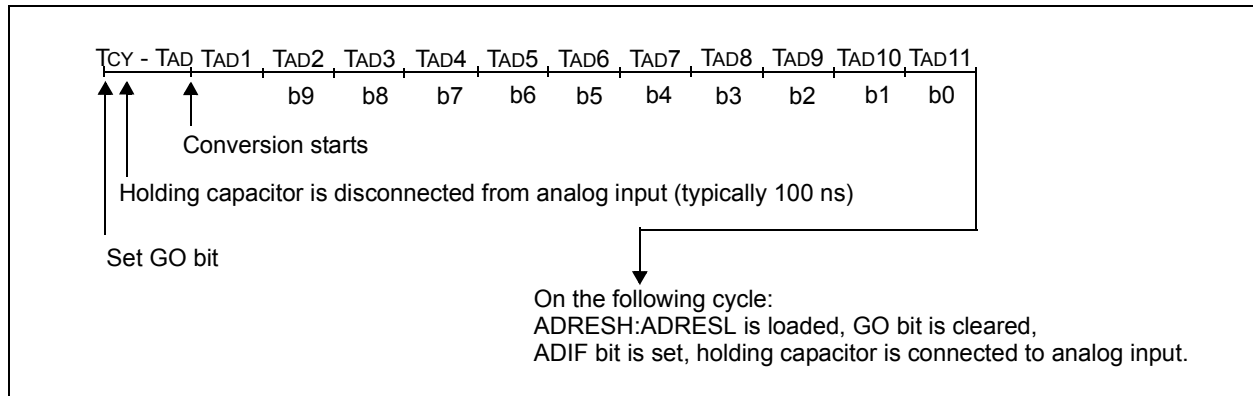 TCY - TAD TAD1 TAD2 TAD3 TAD4 TAD5 TAD6 TAD7 TAD8 TAD9 TAD10 TAD11
b9 b8 b7 b6 b5 b4 b3 b2 b1 b0
Conversion starts
Holding capacitor is disconnected from analog input (typically 100 ns)
Set GO bit
On the following cycle:
ADRESH:ADRESL is loaded, GO bit is cleared,
ADIF bit is set, holding capacitor is connected to analog input.